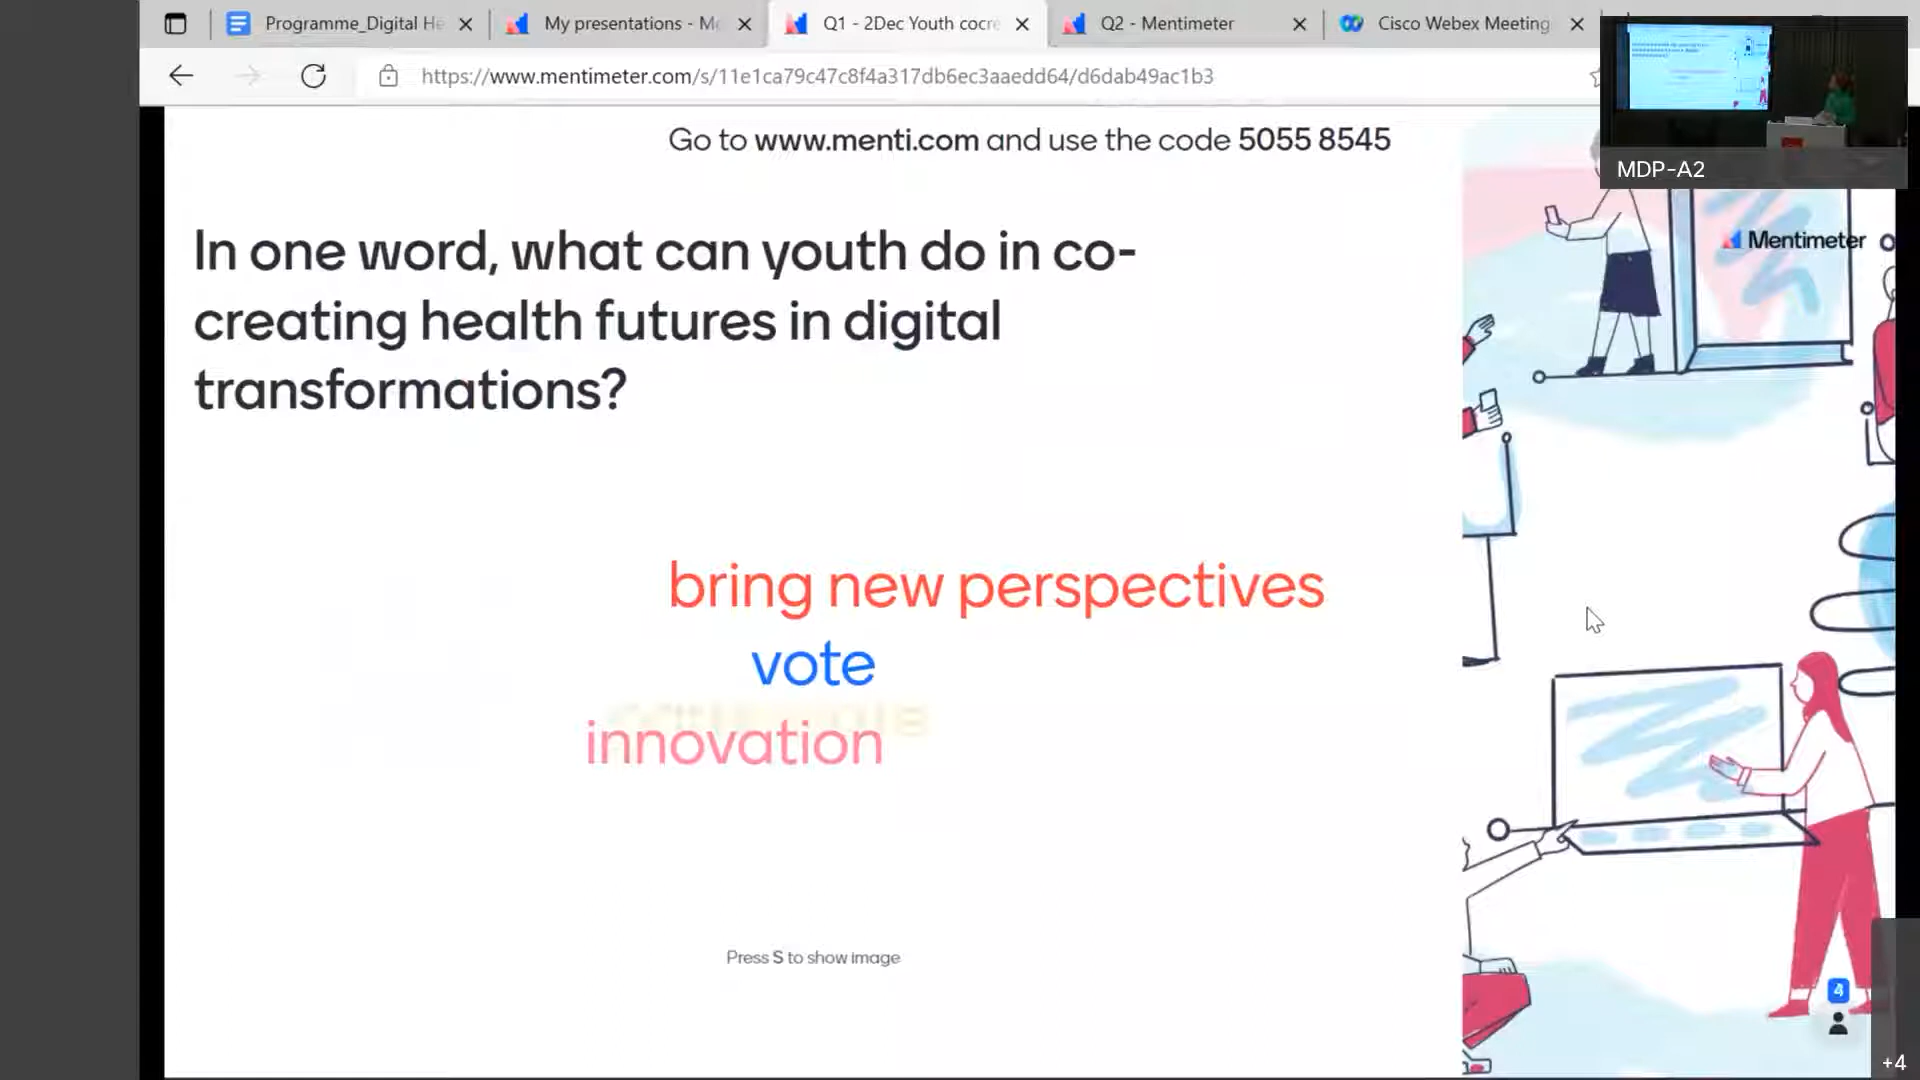 Programme_Digital He
My presentations - Me
Q1 - 2Dec Youth cocre
Q2 - Mentimeter
Cisco Webex Meeting
https://www.mentimeter.com/s/11e1ca79c47c8f4a317db6ec3aaedd64/d6dab49ac1b3
MDP-A2
Go to www.menti.com and use the code 5055 8545
Mentimeter
In one word, what can youth do in co-
creating health futures in digital
transformations?
bring new perspectives
vote
innovation
Press S to show image
4
+4